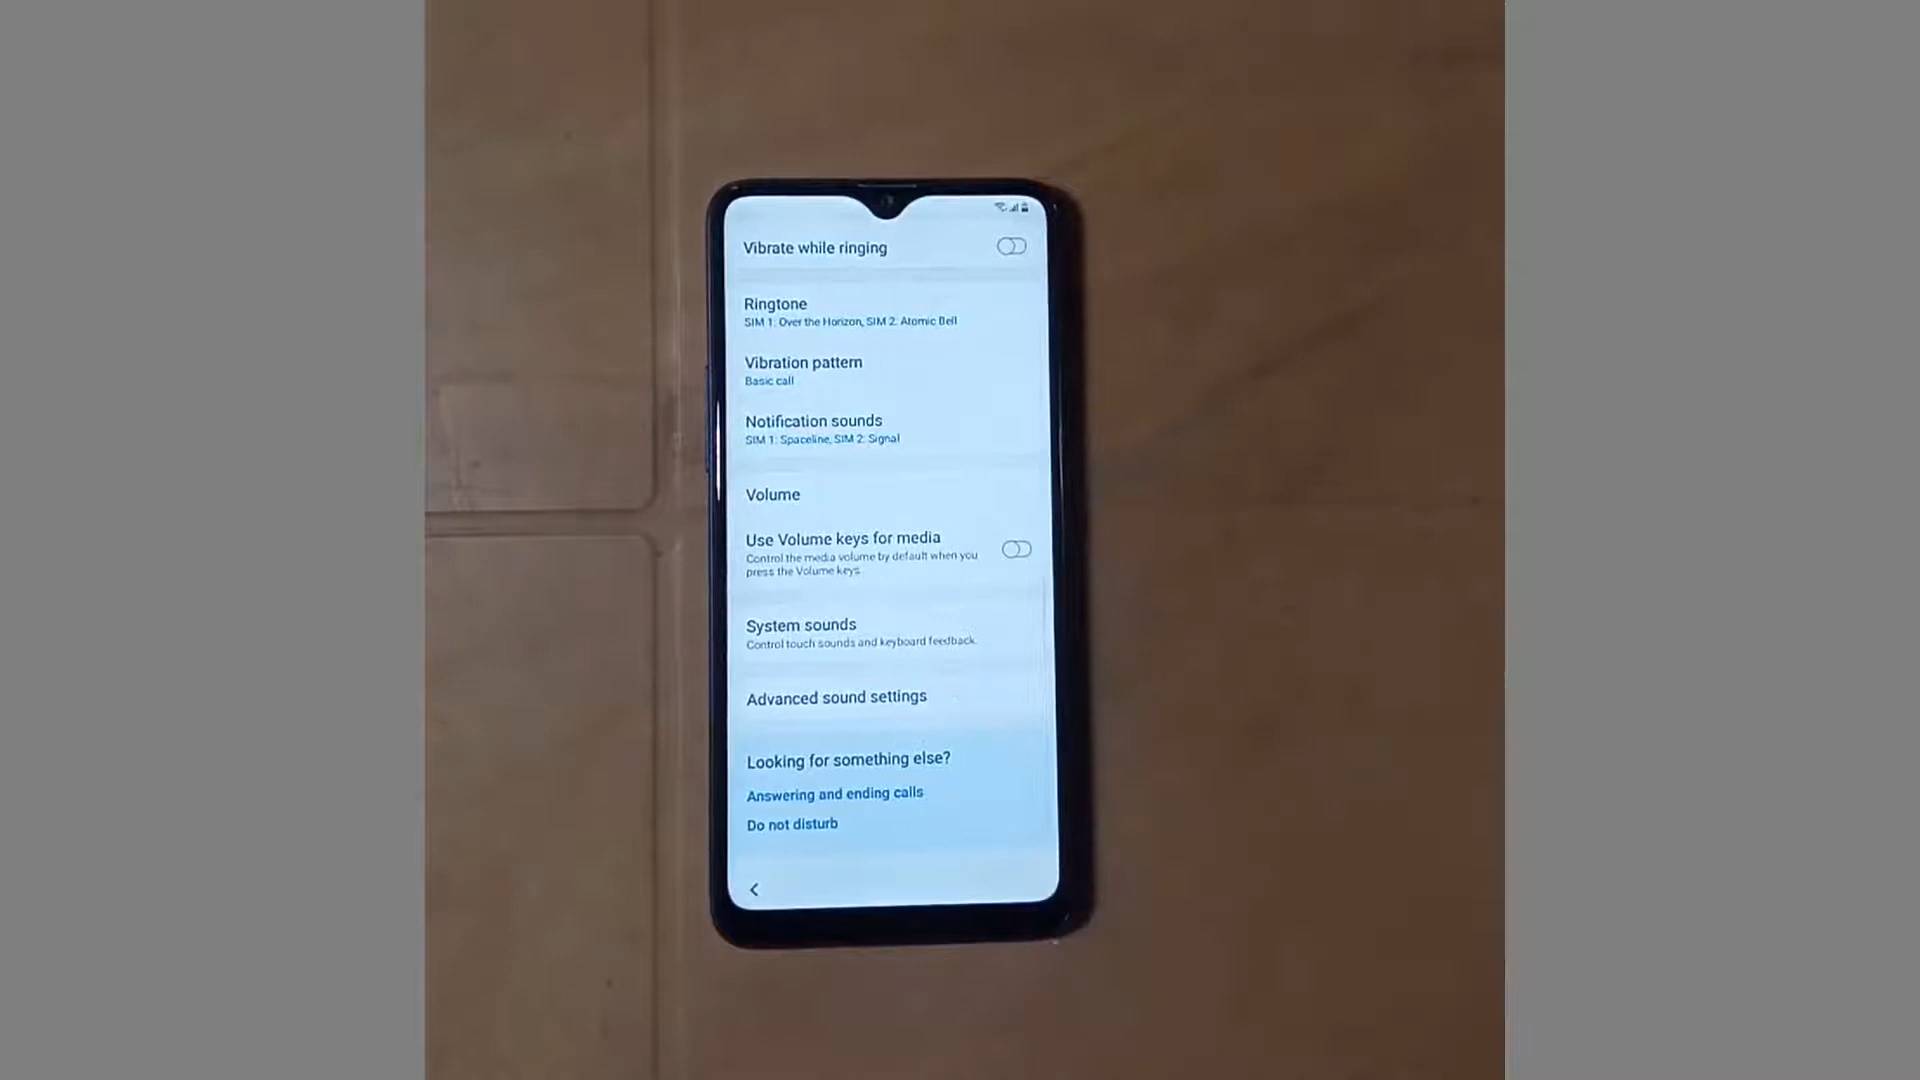 Vibrate while ringing
Ringtone
SIM 1: Over the Horizon, SIM 2: Atomic Bell
Vibration pattern
Basic call
Notification sounds
SIM 1: Spaceline, SIM 2: Signal
Volume
Use Volume keys for media
Control the media volume by default when you
press the Volume keys.
System sounds
Control touch sounds and keyboard feedback.
Advanced sound settings
Looking for something else?
Answering and ending calls
Do not disturb